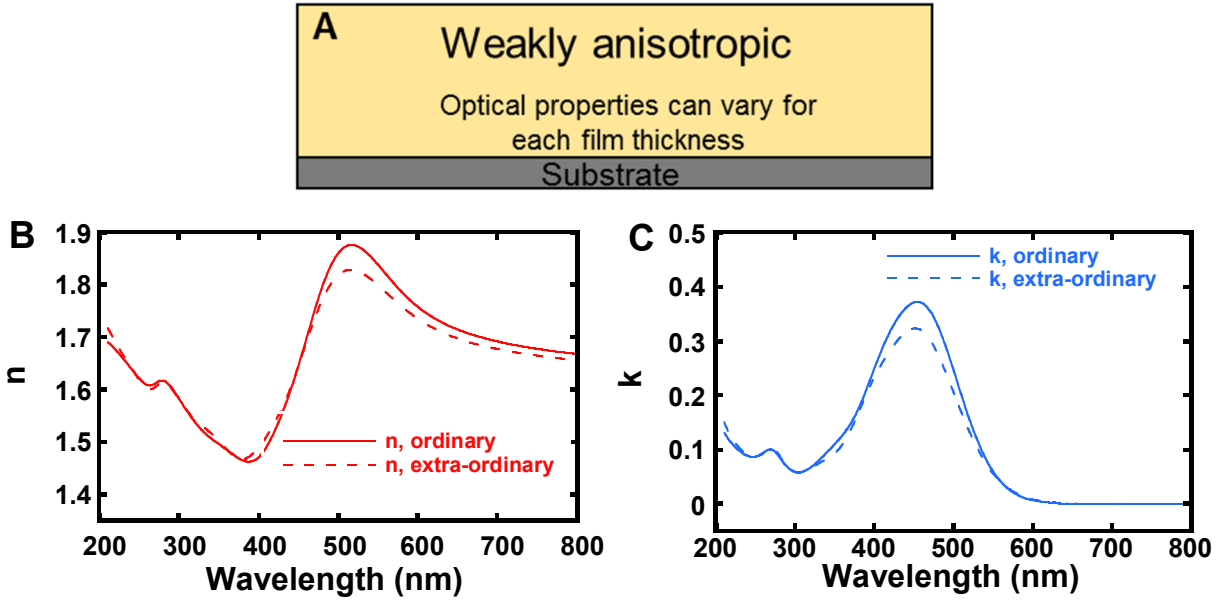 A
Weakly anisotropic
Optical properties can vary for
each film thickness
Substrate
B
1.9
1.8
1.7
1.6
1.5
1.4
n
n, ordinary
n, extra-ordinary
200 300 400 500 600 700 800
Wavelength (nm)
C
0.5
0.4
0.3
0.2
0.1
0
k
k, ordinary
k, extra-ordinary
200 300 400 500 600 700 800
Wavelength (nm)